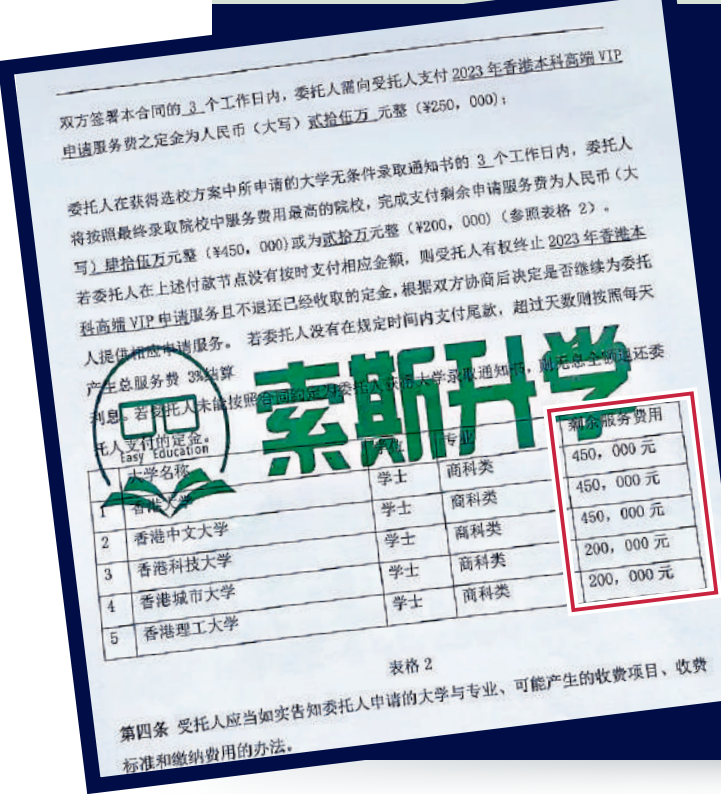 双方签署本合同的 3 个工作日内，委托人需向受托人支付 2023 年香港本科高端 VIP
申请服务费之定金为人民币（大写）贰拾伍万 元整（¥250，000）；
委托人在获得选校方案中所申请的大学无条件录取通知书的 3 个工作日内，委托人
将按照最终录取院校中服务费用最高的院校，完成支付剩余申请服务费为人民币（大
写）肆拾伍万元整（¥450，000)或为贰拾万元整（¥200，000）（参照表格 2）。
若委托人在上述付款节点没有按时支付相应金额，则受托人有权终止 2023 年香港本
科高端 VIP 申请服务且不退还已经收取的定金,根据双方协商后决定是否继续为委托
人提供相应申请服务。 若委托人没有在规定时间内支付尾款，超过天数则按照每天
产生总服务费 3%结算
利息。若受托人未能按照合同约定为委托人获得大学录取通知书，则无息全额退还委
托人支付的定金。
索斯升学
Easy Education
大学名称 学位 专业 剩余服务费用
1 香港大学 学士 商科类 450，000 元
2 香港中文大学 学士 商科类 450，000 元
3 香港科技大学 学士 商科类 450，000 元
4 香港城市大学 学士 商科类 200，000 元
5 香港理工大学 学士 商科类 200，000 元
表格 2
第四条 受托人应当如实告知委托人申请的大学与专业、可能产生的收费项目、收费
标准和缴纳费用的办法。